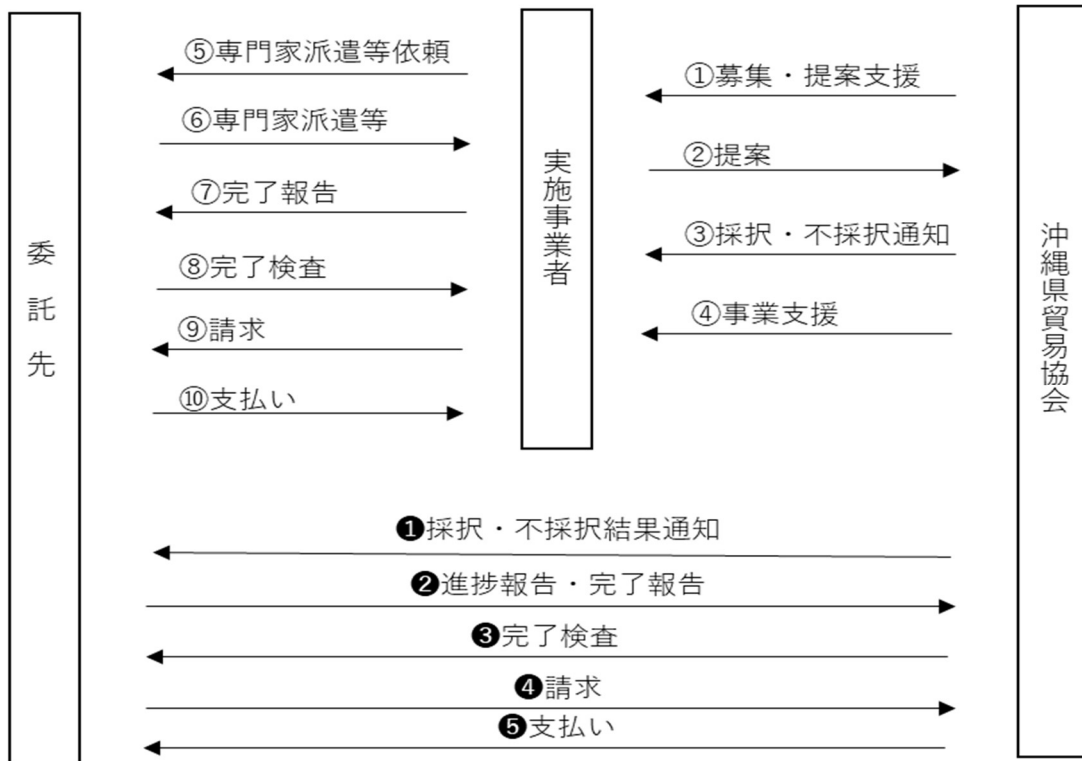 委託先
⑤専門家派遣等依頼
⑥専門家派遣等
⑦完了報告
⑧完了検査
⑨請求
⑩支払い
実施事業者
①募集・提案支援
②提案
③採択・不採択通知
④事業支援
沖縄県貿易協会
❶採択・不採択結果通知
❷進捗報告・完了報告
❸完了検査
❹請求
❺支払い